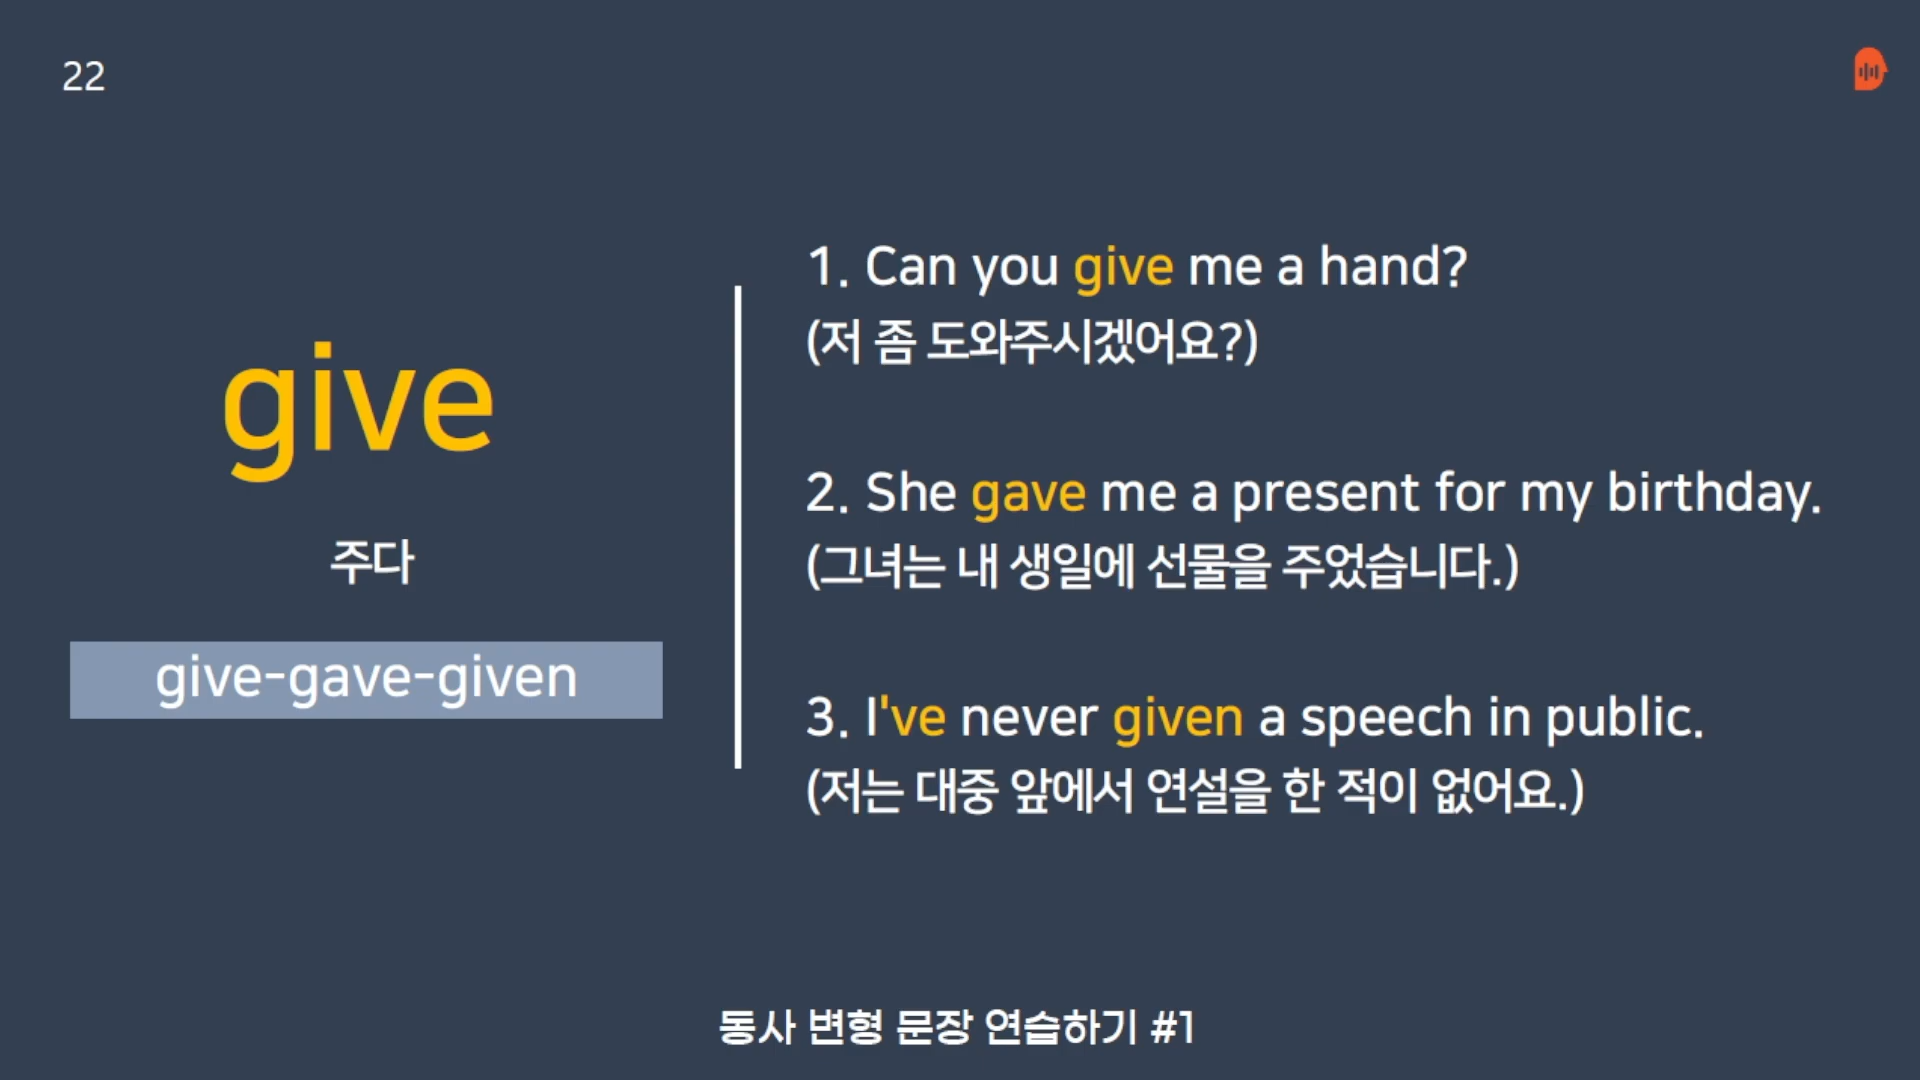 22
give
주다
give-gave-given
1. Can you give me a hand?
(저 좀 도와주시겠어요?)
2. She gave me a present for my birthday.
(그녀는 내 생일에 선물을 주었습니다.)
3. I've never given a speech in public.
(저는 대중 앞에서 연설을 한 적이 없어요.)
동사 변형 문장 연습하기 #1